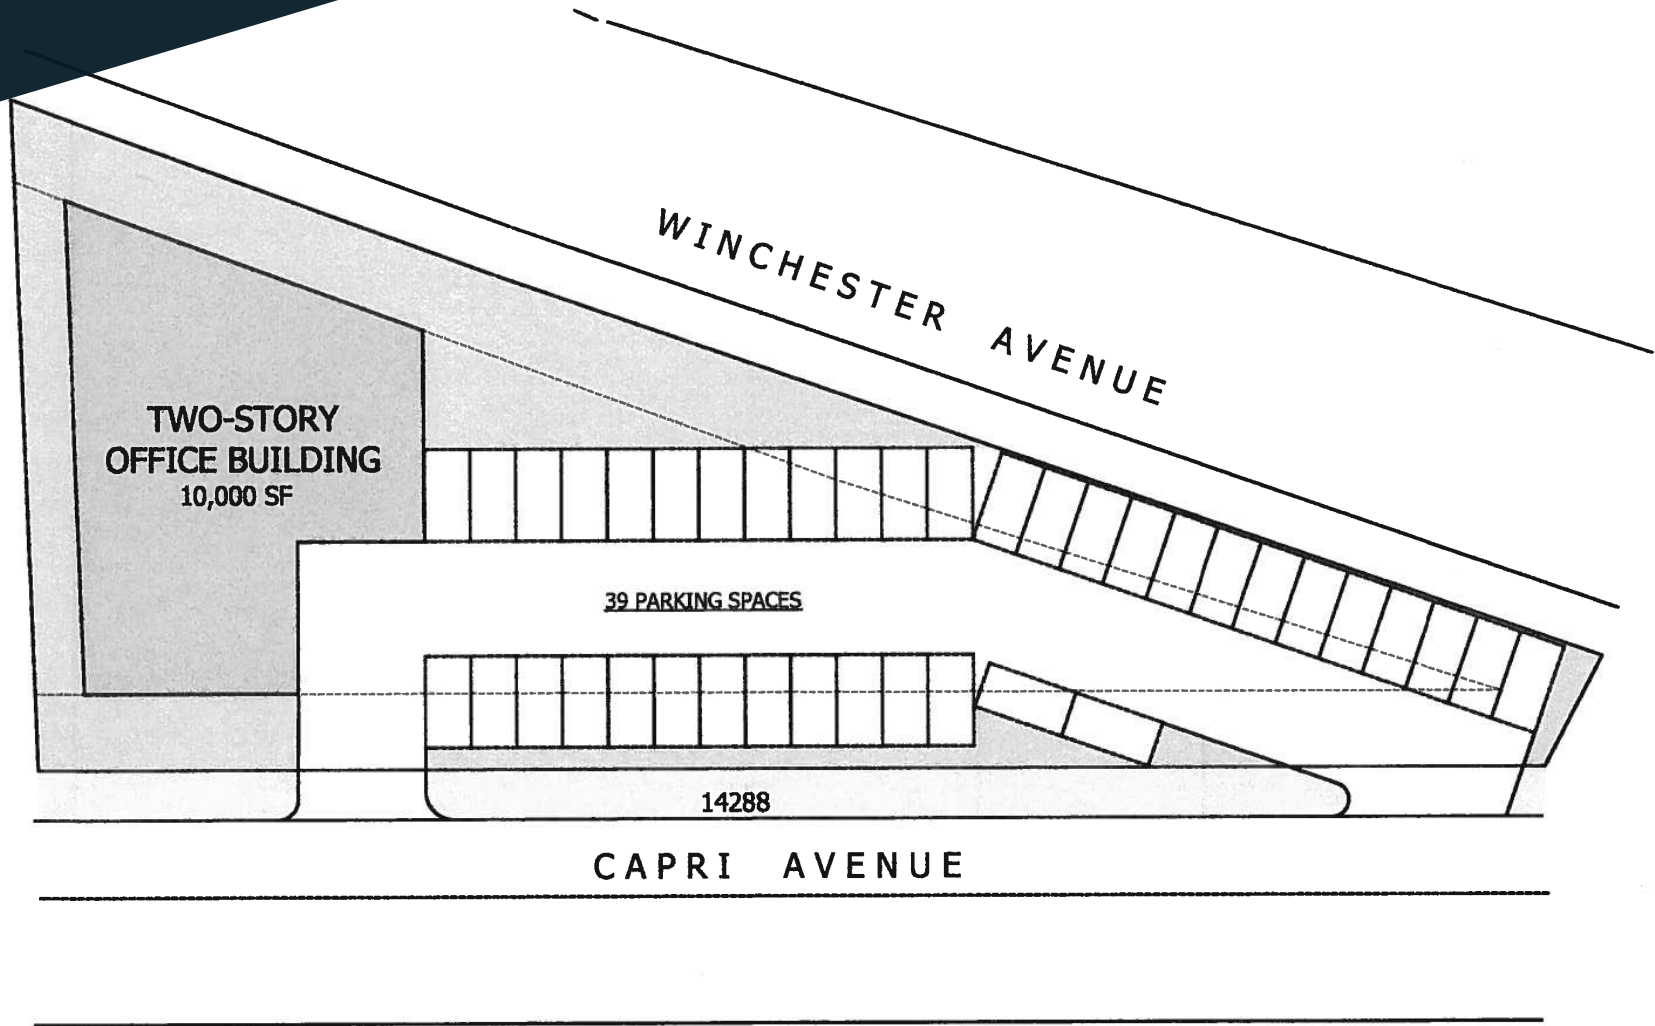 WINCHESTER AVENUE
TWO-STORY
OFFICE BUILDING
10,000 SF
39 PARKING SPACES
14288
CAPRI AVENUE